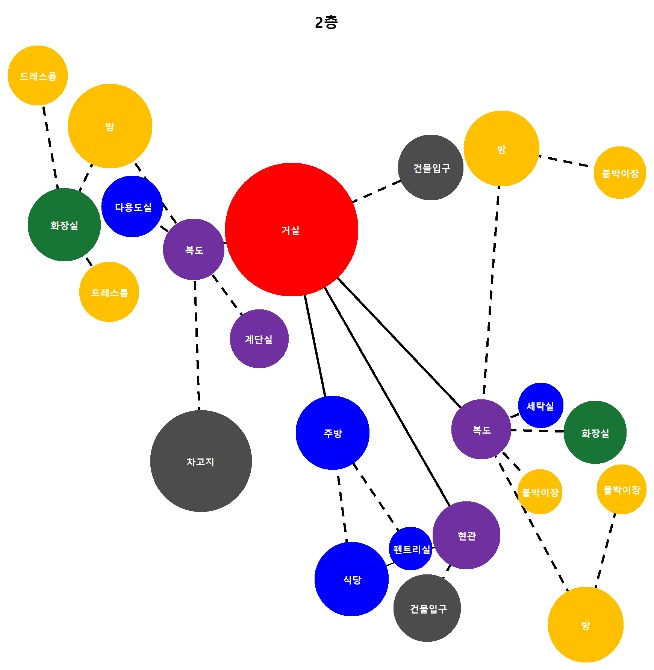 2층
드레스룸
방
다용도실
화장실
복도
드레스룸
계단실
거실
건물입구
방
붙박이장
차고지
주방
식당
팬트리실
현관
건물입구
복도
세탁실
화장실
붙박이장
붙박이장
방